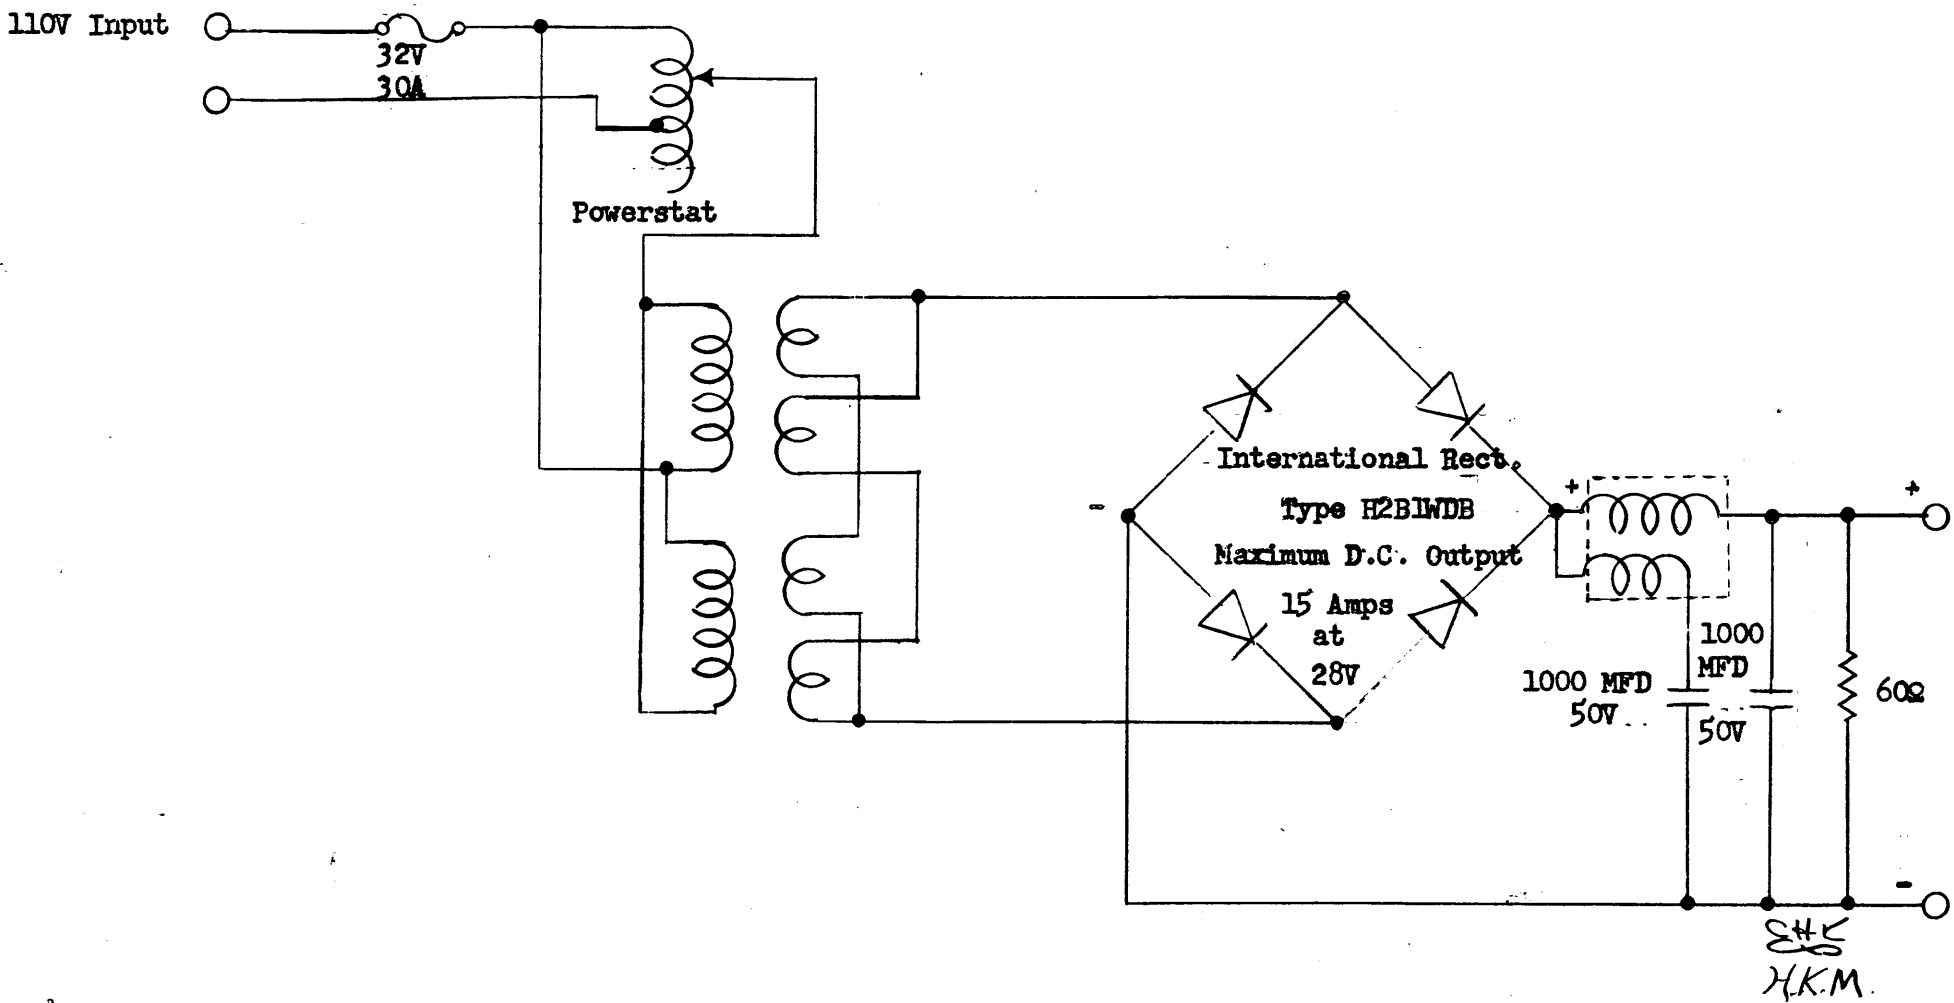 110V Input
32V
30A
Powerstat
International Rect.
Type H2B1WDB
Maximum D.C. Output
15 Amps
at
28V
-
+
+
1000 MFD
50V
1000
MFD
50V
60Ω
-
EHK
H.K.M.